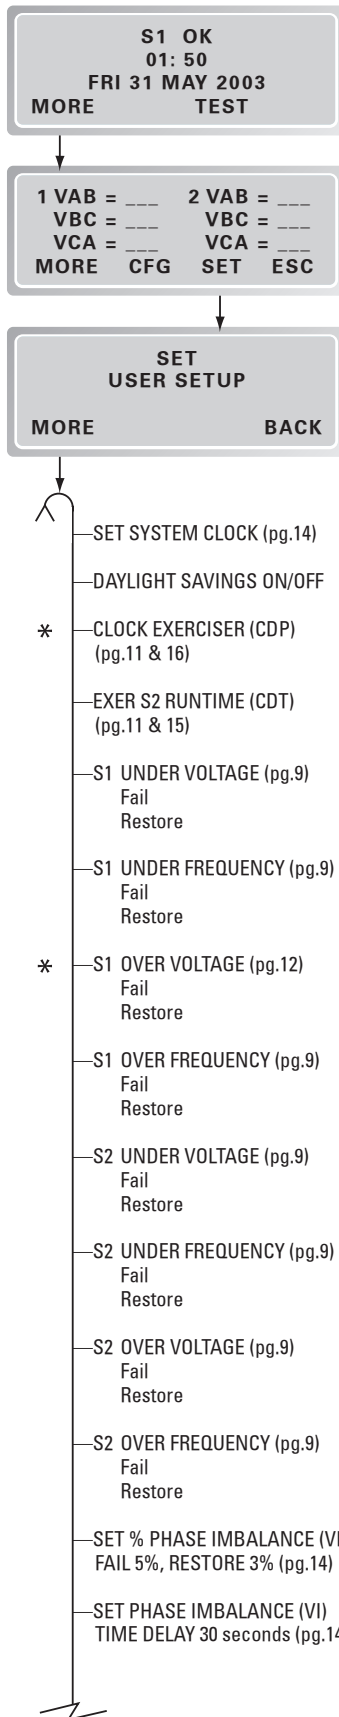 S1 OK
01: 50
FRI 31 MAY 2003
MORE TEST
1 VAB = ___ 2 VAB = ___
VBC = ___ VBC = ___
VCA = ___ VCA = ___
MORE CFG SET ESC
SET
USER SETUP
MORE BACK
SET SYSTEM CLOCK (pg.14)
DAYLIGHT SAVINGS ON/OFF
* CLOCK EXERCISER (CDP)
(pg.11 & 16)
EXER S2 RUNTIME (CDT)
(pg.11 & 15)
S1 UNDER VOLTAGE (pg.9)
Fail
Restore
S1 UNDER FREQUENCY (pg.9)
Fail
Restore
* S1 OVER VOLTAGE (pg.12)
Fail
Restore
S1 OVER FREQUENCY (pg.9)
Fail
Restore
S2 UNDER VOLTAGE (pg.9)
Fail
Restore
S2 UNDER FREQUENCY (pg.9)
Fail
Restore
S2 OVER VOLTAGE (pg.9)
Fail
Restore
S2 OVER FREQUENCY (pg.9)
Fail
Restore
SET % PHASE IMBALANCE (VI
FAIL 5%, RESTORE 3% (pg.14)
SET PHASE IMBALANCE (VI)
TIME DELAY 30 seconds (pg.14